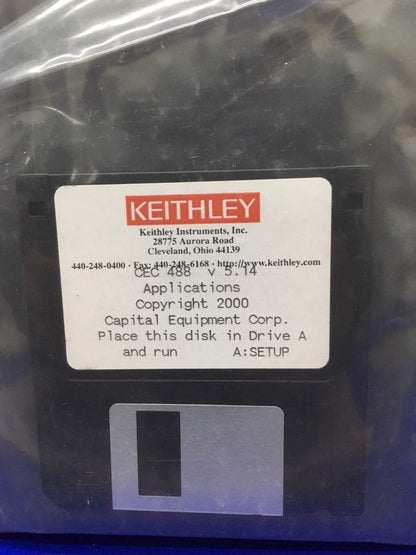 KEITHLEY
Keithley Instruments, Inc.
28775 Aurora Road
Cleveland, Ohio 44139
440-248-0400 · Fax: 440-248-6168 · http://www.keithley.com
CEC 488 v 5.14
Applications
Copyright 2000
Capital Equipment Corp.
Place this disk in Drive A
and run A:SETUP